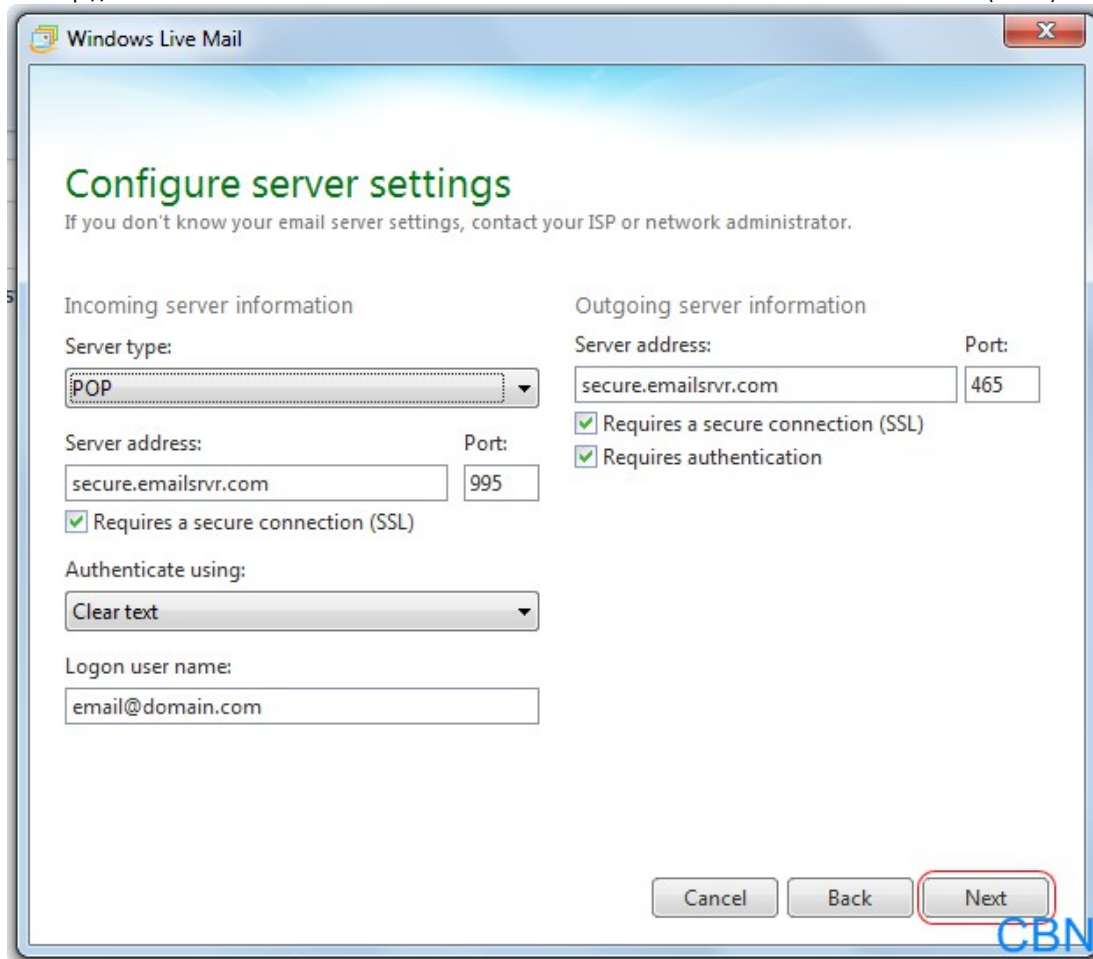 Windows Live Mail
Configure server settings
If you don't know your email server settings, contact your ISP or network administrator.
Incoming server information
Server type:
POP
Server address:
Port:
secure.emailsrvr.com
995
Requires a secure connection (SSL)
Authenticate using:
Clear text
Logon user name:
email@domain.com
Outgoing server information
Server address:
Port:
secure.emailsrvr.com
465
Requires a secure connection (SSL)
Requires authentication
Cancel
Back
Next
CBN